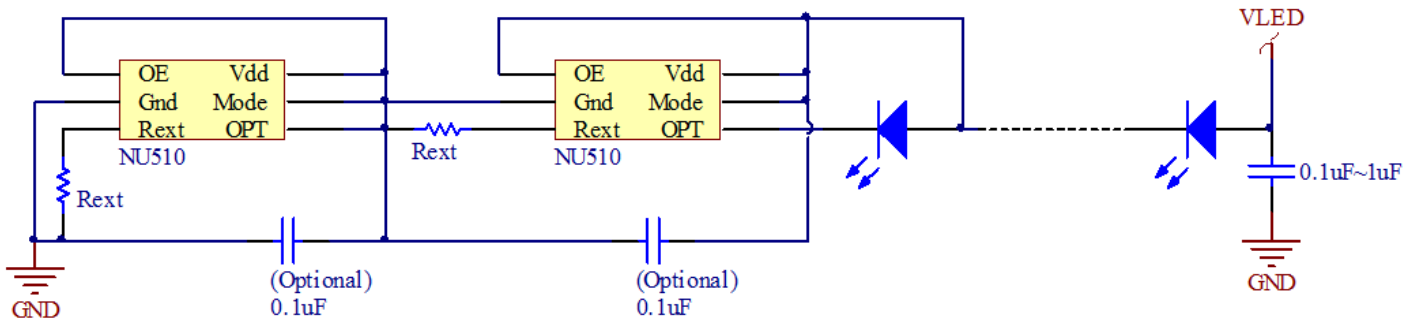 VLED
OE Vdd
Gnd Mode
Rext OPT
NU510
Rext
OE Vdd
Gnd Mode
Rext OPT
NU510
Rext
0.1uF~1uF
(Optional)
0.1uF
(Optional)
0.1uF
GND
GND